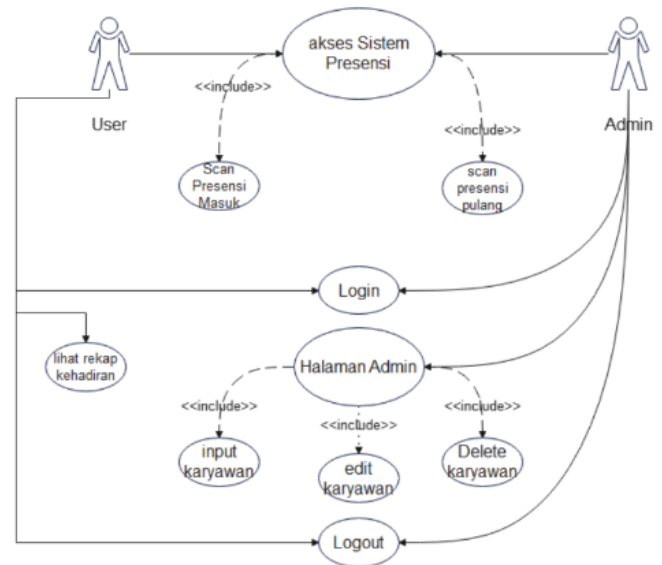 akses Sistem
Presensi
<<include>>
User
<<include>>
Admin
Scan
Presensi
Masuk
scan
presensi
pulang
Login
lihat rekap
kehadiran
Halaman Admin
<<include>>
<<include>>
<<include>>
input
karyawan
edit
karyawan
Delete
karyawan
Logout